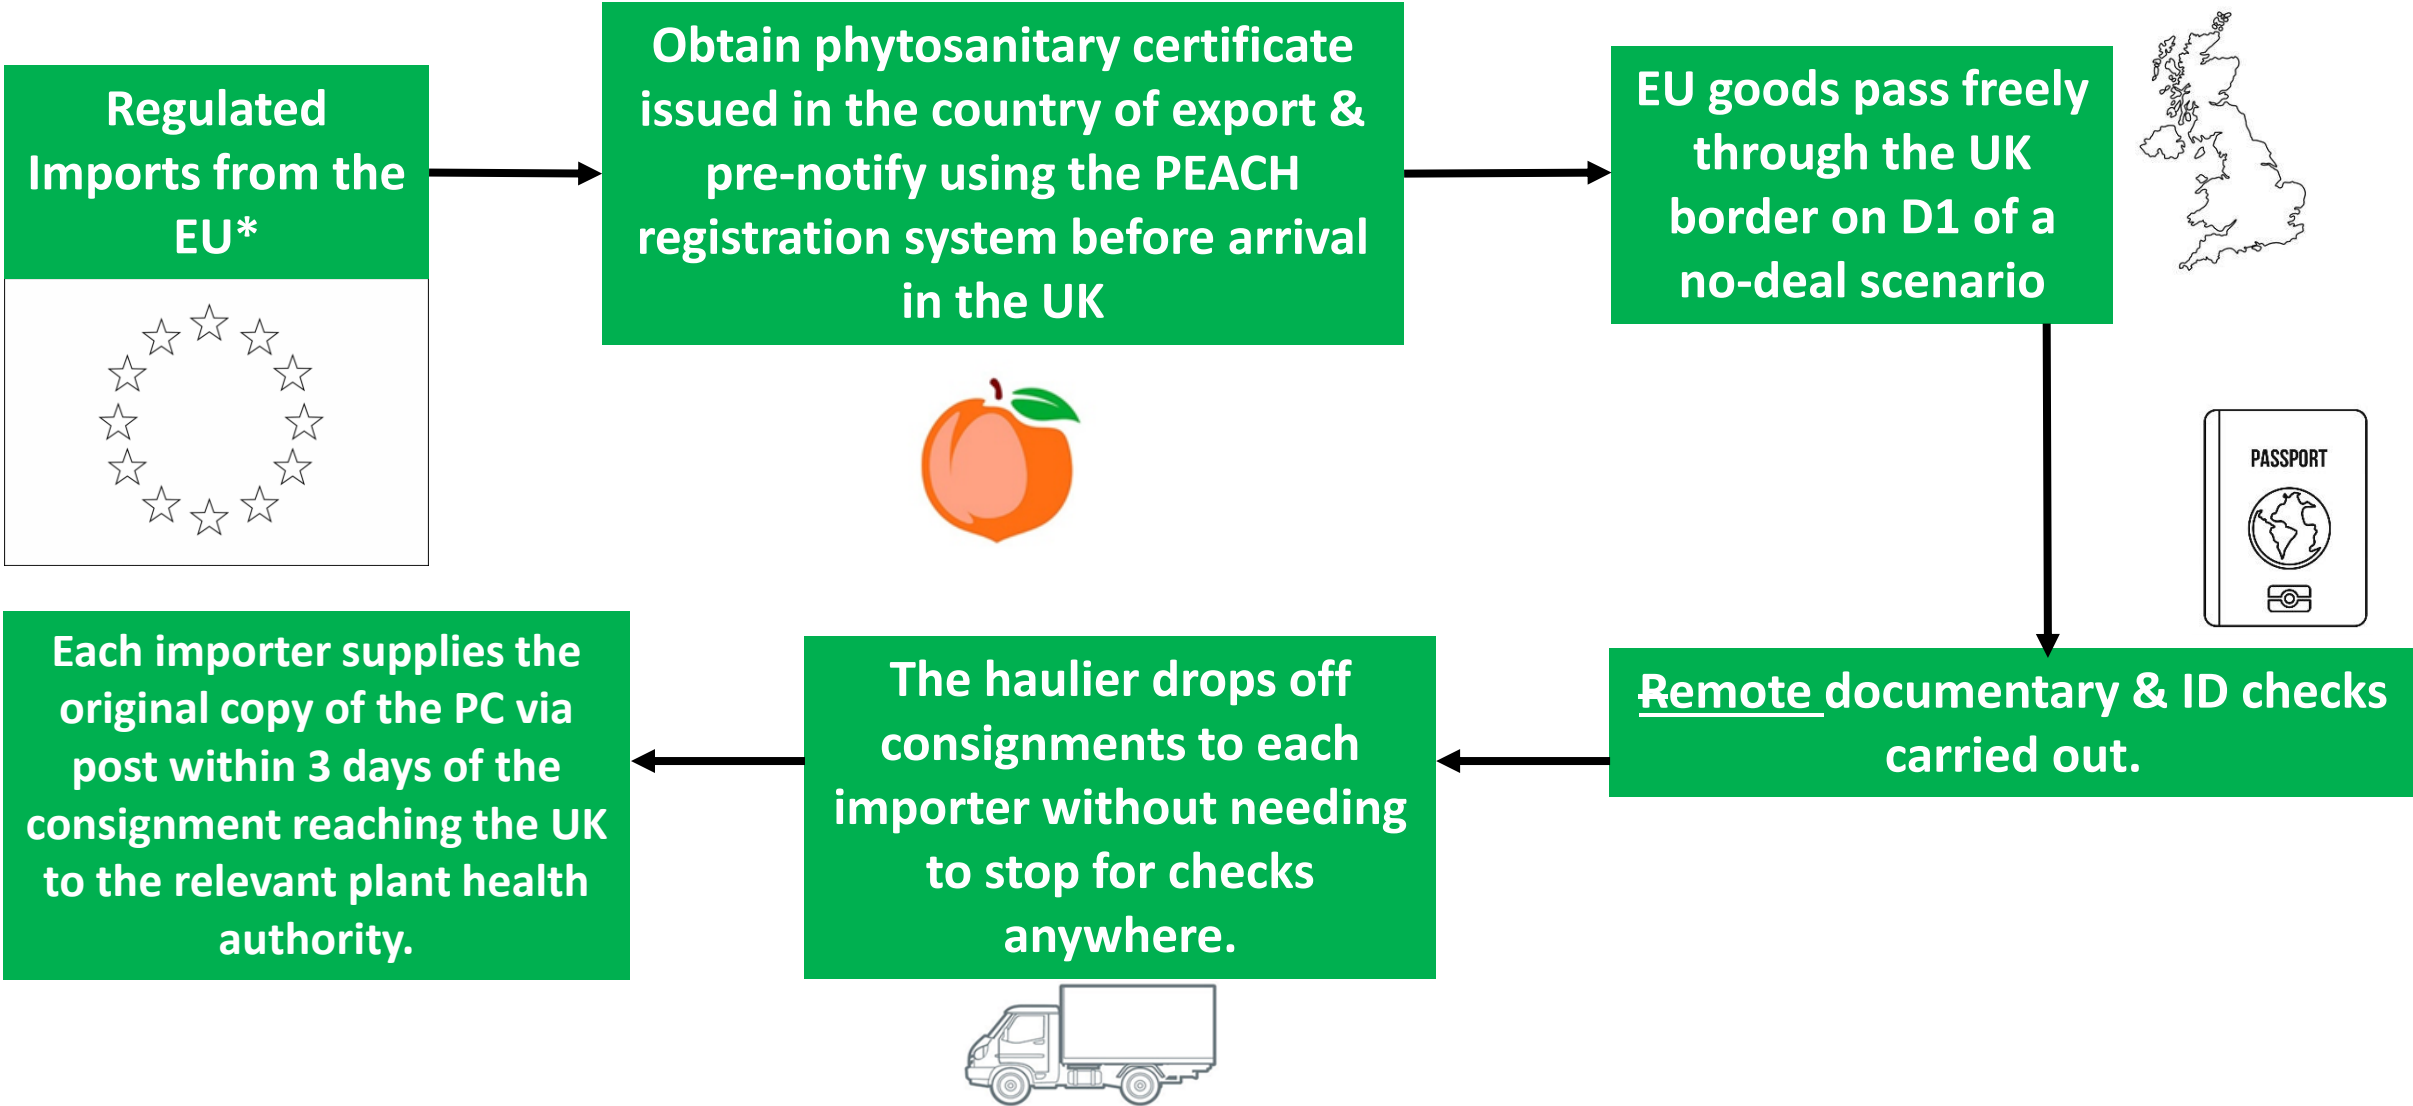 Regulated
Imports from the
EU*
Obtain phytosanitary certificate
issued in the country of export &
pre-notify using the PEACH
registration system before arrival
in the UK
EU goods pass freely
through the UK
border on D1 of a
no-deal scenario
PASSPORT
Remote documentary & ID checks
carried out.
The haulier drops off
consignments to each
importer without needing
to stop for checks
anywhere.
Each importer supplies the
original copy of the PC via
post within 3 days of the
consignment reaching the UK
to the relevant plant health
authority.